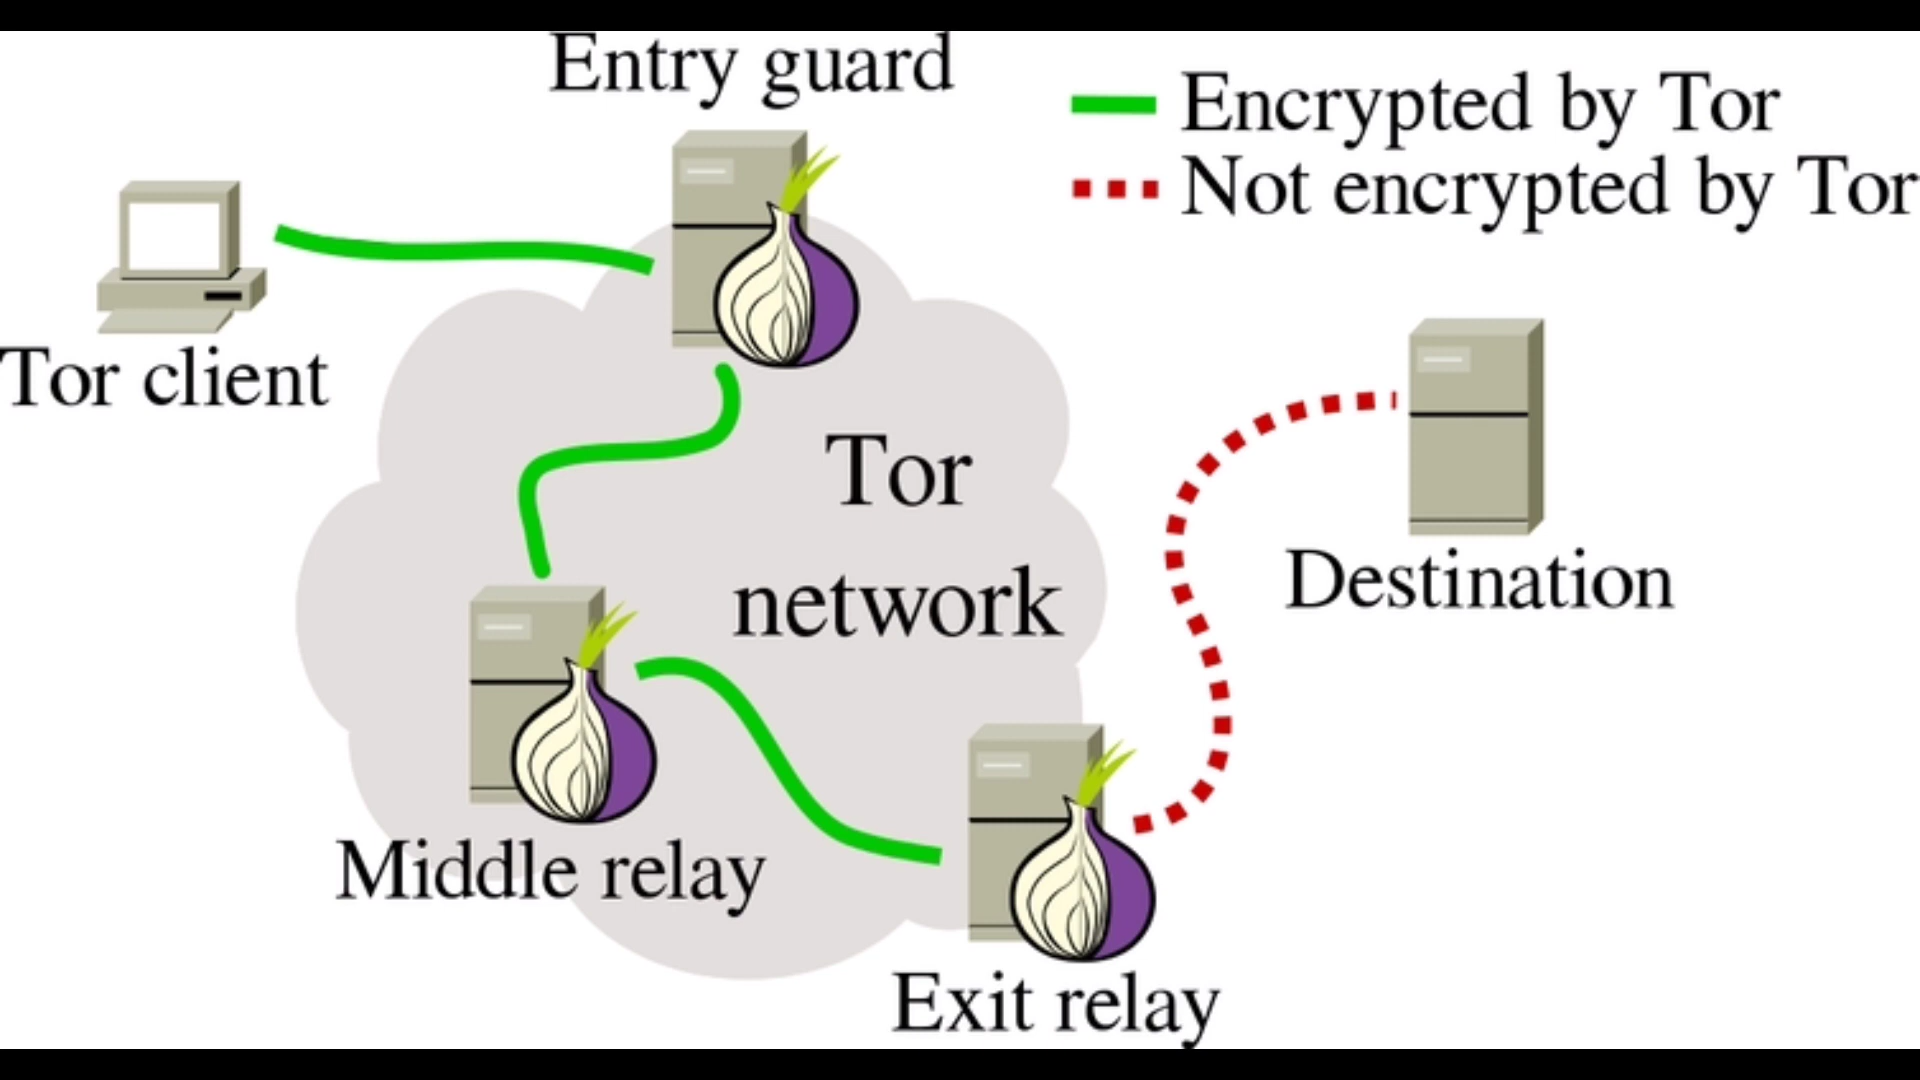 Entry guard
Encrypted by Tor
Not encrypted by Tor
Tor client
Tor
network
Destination
Middle relay
Exit relay